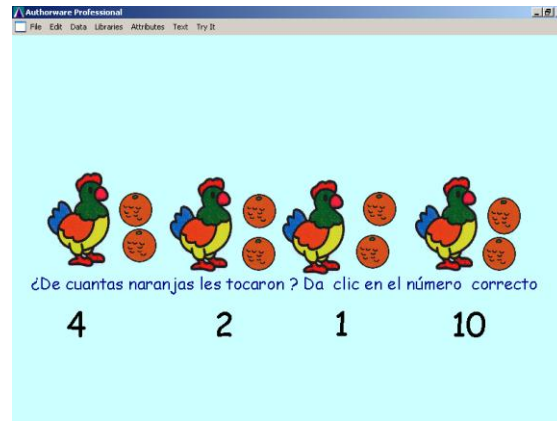 Authorware Professional
File Edit Data Libraries Attributes Text Try It
¿De cuantas naranjas les tocaron ? Da clic en el número correcto
4 2 1 10